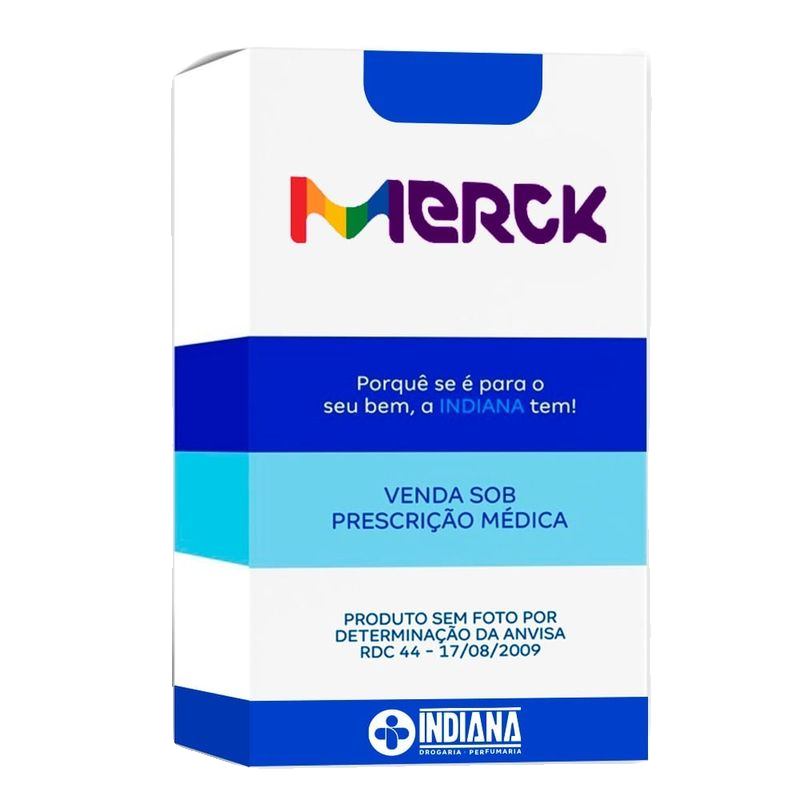 MERCK
Porquê se é para o
seu bem, a INDIANA tem!
VENDA SOB
PRESCRIÇÃO MÉDICA
PRODUTO SEM FOTO POR
DETERMINAÇÃO DA ANVISA
RDC 44 - 17/08/2009
INDIANA
DROGARIA · PERFUMARIA